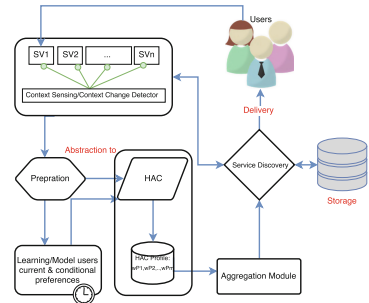 Users
SV1
SV2
...
SVn
Context Sensing/Context Change Detector
Delivery
Abstraction to
Prepration
HAC
Service Discovery
Storage
Learning/Model users
current & conditional
preferences
HAC Profile:
wP1,wP2,..,wPm
Aggregation Module